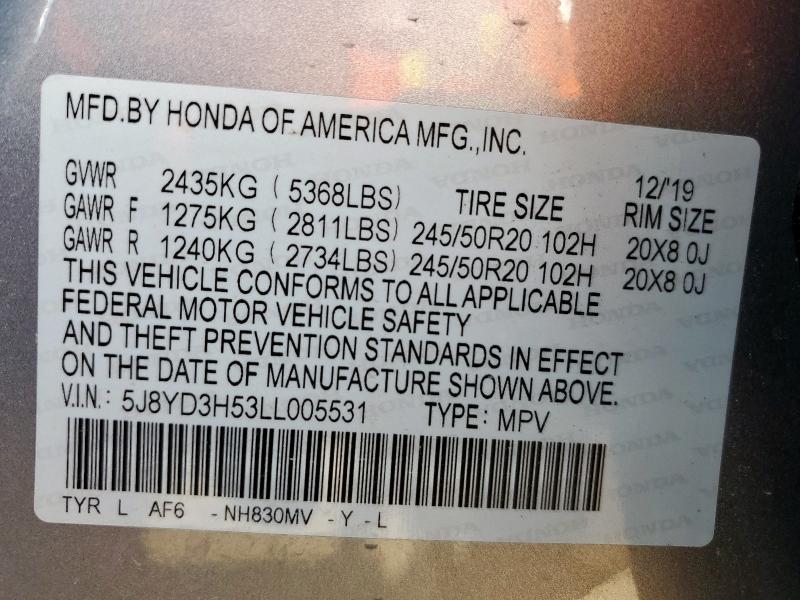 MFD.BY HONDA OF AMERICA MFG.,INC.
GVWR 2435KG ( 5368LBS) TIRE SIZE 12/'19 RIM SIZE
GAWR F 1275KG ( 2811LBS) 245/50R20 102H 20X8 0J
GAWR R 1240KG ( 2734LBS) 245/50R20 102H 20X8 0J
THIS VEHICLE CONFORMS TO ALL APPLICABLE
FEDERAL MOTOR VEHICLE SAFETY
AND THEFT PREVENTION STANDARDS IN EFFECT
ON THE DATE OF MANUFACTURE SHOWN ABOVE.
V.I.N.: 5J8YD3H53LL005531 TYPE: MPV
TYR L AF6 - NH830MV - Y - L